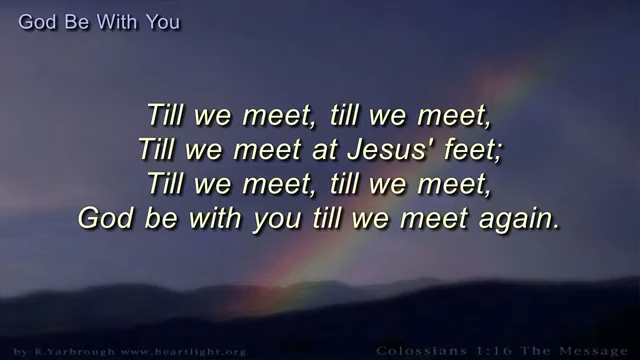 God Be With You
Till we meet, till we meet,
Till we meet at Jesus' feet;
Till we meet, till we meet,
God be with you till we meet again.
by R.Yarbrough www.heartlight.org
Colossians 1:16 The Message